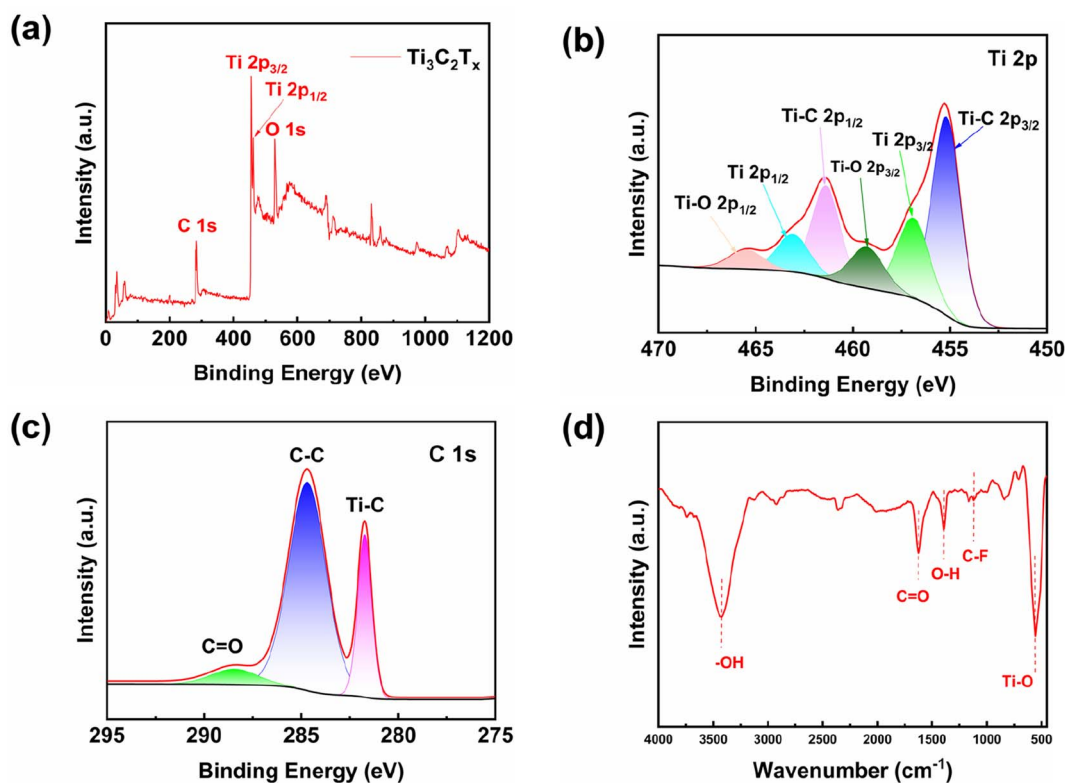 (a)
Ti₃C₂Tₓ
Ti 2p₃/₂
Ti 2p₁/₂
O 1s
C 1s
Intensity (a.u.)
0 200 400 600 800 1000 1200
Binding Energy (eV)
(b)
Ti 2p
Ti-C 2p₃/₂
Ti-C 2p₁/₂
Ti 2p₃/₂
Ti-O 2p₃/₂
Ti 2p₁/₂
Ti-O 2p₁/₂
Intensity (a.u.)
470 465 460 455 450
Binding Energy (eV)
(c)
C 1s
C-C
Ti-C
C=O
Intensity (a.u.)
295 290 285 280 275
Binding Energy (eV)
(d)
-OH
C=O
O-H
C-F
Ti-O
Intensity (a.u.)
4000 3500 3000 2500 2000 1500 1000 500
Wavenumber (cm⁻¹)